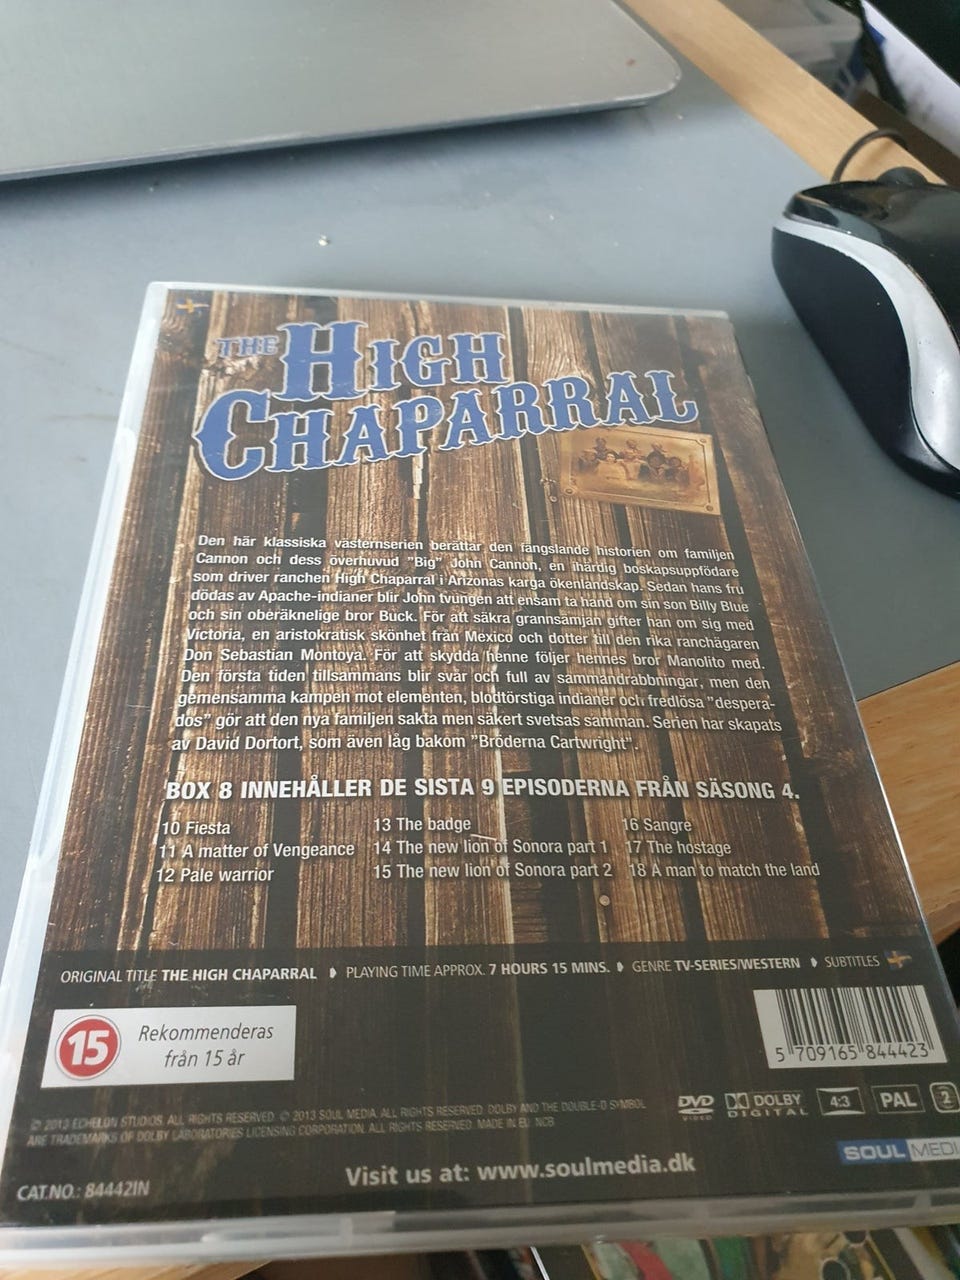 THE HIGH
CHAPARRAL
Den här klassiska västernserien berättar den fängslande historien om familjen
Cannon och dess överhuvud "Big" John Cannon, en ihärdig boskapsuppfödare
som driver ranchen High Chaparral i Arizonas karga ökenlandskap. Sedan hans fru
dödas av Apache-indianer blir John tvungen att ensam ta hand om sin son Billy Blue
och sin oberäknelige bror Buck. För att säkra grannsämjan gifter han om sig med
Victoria, en aristokratisk skönhet från Mexico och dotter till den rika ranchägaren
Don Sebastian Montoya. För att skydda henne följer hennes bror Manolito med.
Den första tiden tillsammans blir svår och full av sammandrabbningar, men den
gemensamma kampen mot elementen, blodtörstiga indianer och fredlösa "despera-
dos" gör att den nya familjen sakta men säkert svetsas samman. Serien har skapats
av David Dortort, som även låg bakom "Bröderna Cartwright".
BOX 8 INNEHÅLLER DE SISTA 9 EPISODERNA FRÅN SÄSONG 4.
10 Fiesta
11 A matter of Vengeance
12 Pale warrior
13 The badge
14 The new lion of Sonora part 1
15 The new lion of Sonora part 2
16 Sangre
17 The hostage
18 A man to match the land
ORIGINAL TITLE THE HIGH CHAPARRAL PLAYING TIME APPROX. 7 HOURS 15 MINS. GENRE TV-SERIES/WESTERN SUBTITLES
15 Rekommenderas
från 15 år
5 709165 844423
© 2013 ECHELON STUDIOS. ALL RIGHTS RESERVED. © 2013 SOUL MEDIA. ALL RIGHTS RESERVED. DOLBY AND THE DOUBLE-D SYMBOL
ARE TRADEMARKS OF DOLBY LABORATORIES LICENSING CORPORATION. ALL RIGHTS RESERVED. MADE IN EU. NCB
DVD VIDEO DOLBY DIGITAL 4:3 PAL 2
SOUL MEDIA
Visit us at: www.soulmedia.dk
CAT.NO.: 84442IN